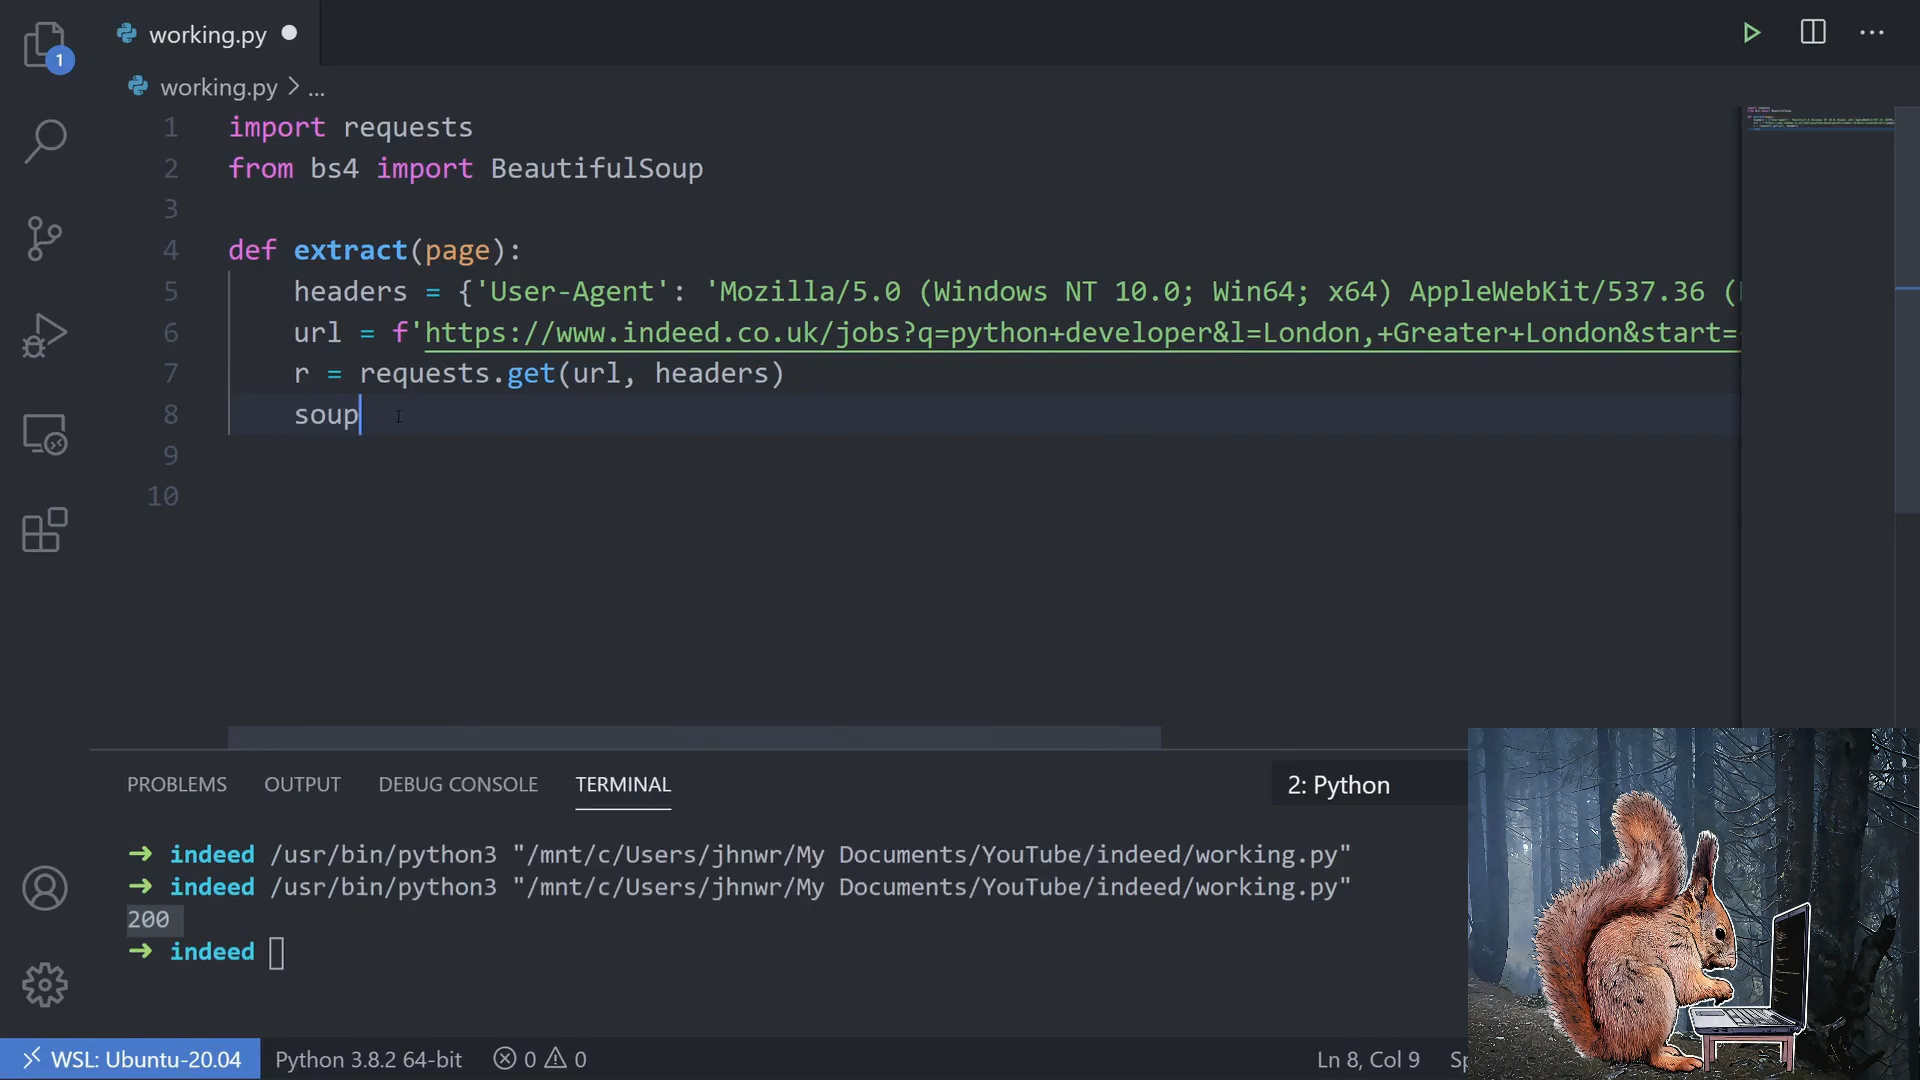 working.py
1
working.py > ...
1 import requests
2 from bs4 import BeautifulSoup
3
4 def extract(page):
5 headers = {'User-Agent': 'Mozilla/5.0 (Windows NT 10.0; Win64; x64) AppleWebKit/537.36 (
6 url = f'https://www.indeed.co.uk/jobs?q=python+developer&l=London,+Greater+London&start=
7 r = requests.get(url, headers)
8 soup
9
10
PROBLEMS OUTPUT DEBUG CONSOLE TERMINAL 2: Python
→ indeed /usr/bin/python3 "/mnt/c/Users/jhnwr/My Documents/YouTube/indeed/working.py"
→ indeed /usr/bin/python3 "/mnt/c/Users/jhnwr/My Documents/YouTube/indeed/working.py"
200
→ indeed
WSL: Ubuntu-20.04 Python 3.8.2 64-bit 0 0 Ln 8, Col 9